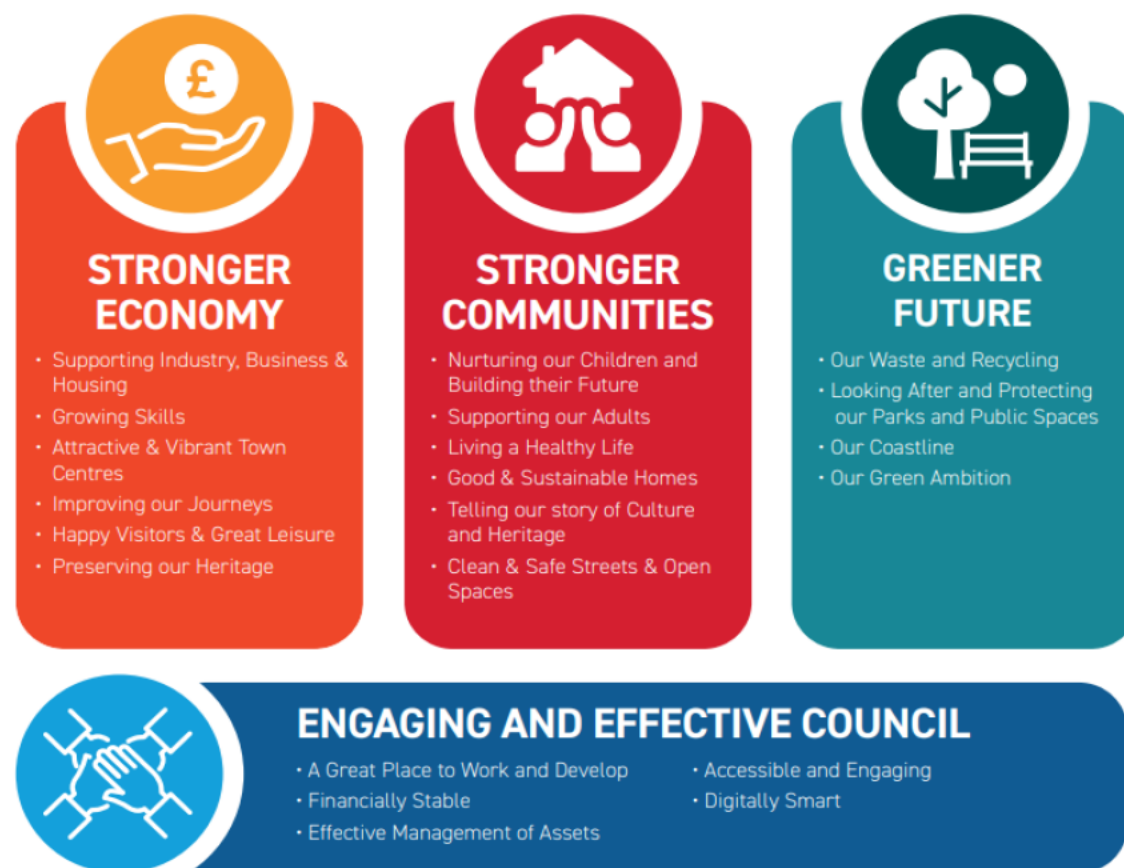 £
STRONGER
ECONOMY
• Supporting Industry, Business &
Housing
• Growing Skills
• Attractive & Vibrant Town
Centres
• Improving our Journeys
• Happy Visitors & Great Leisure
• Preserving our Heritage
STRONGER
COMMUNITIES
• Nurturing our Children and
Building their Future
• Supporting our Adults
• Living a Healthy Life
• Good & Sustainable Homes
• Telling our story of Culture
and Heritage
• Clean & Safe Streets & Open
Spaces
GREENER
FUTURE
• Our Waste and Recycling
• Looking After and Protecting
our Parks and Public Spaces
• Our Coastline
• Our Green Ambition
ENGAGING AND EFFECTIVE COUNCIL
• A Great Place to Work and Develop
• Financially Stable
• Effective Management of Assets
• Accessible and Engaging
• Digitally Smart